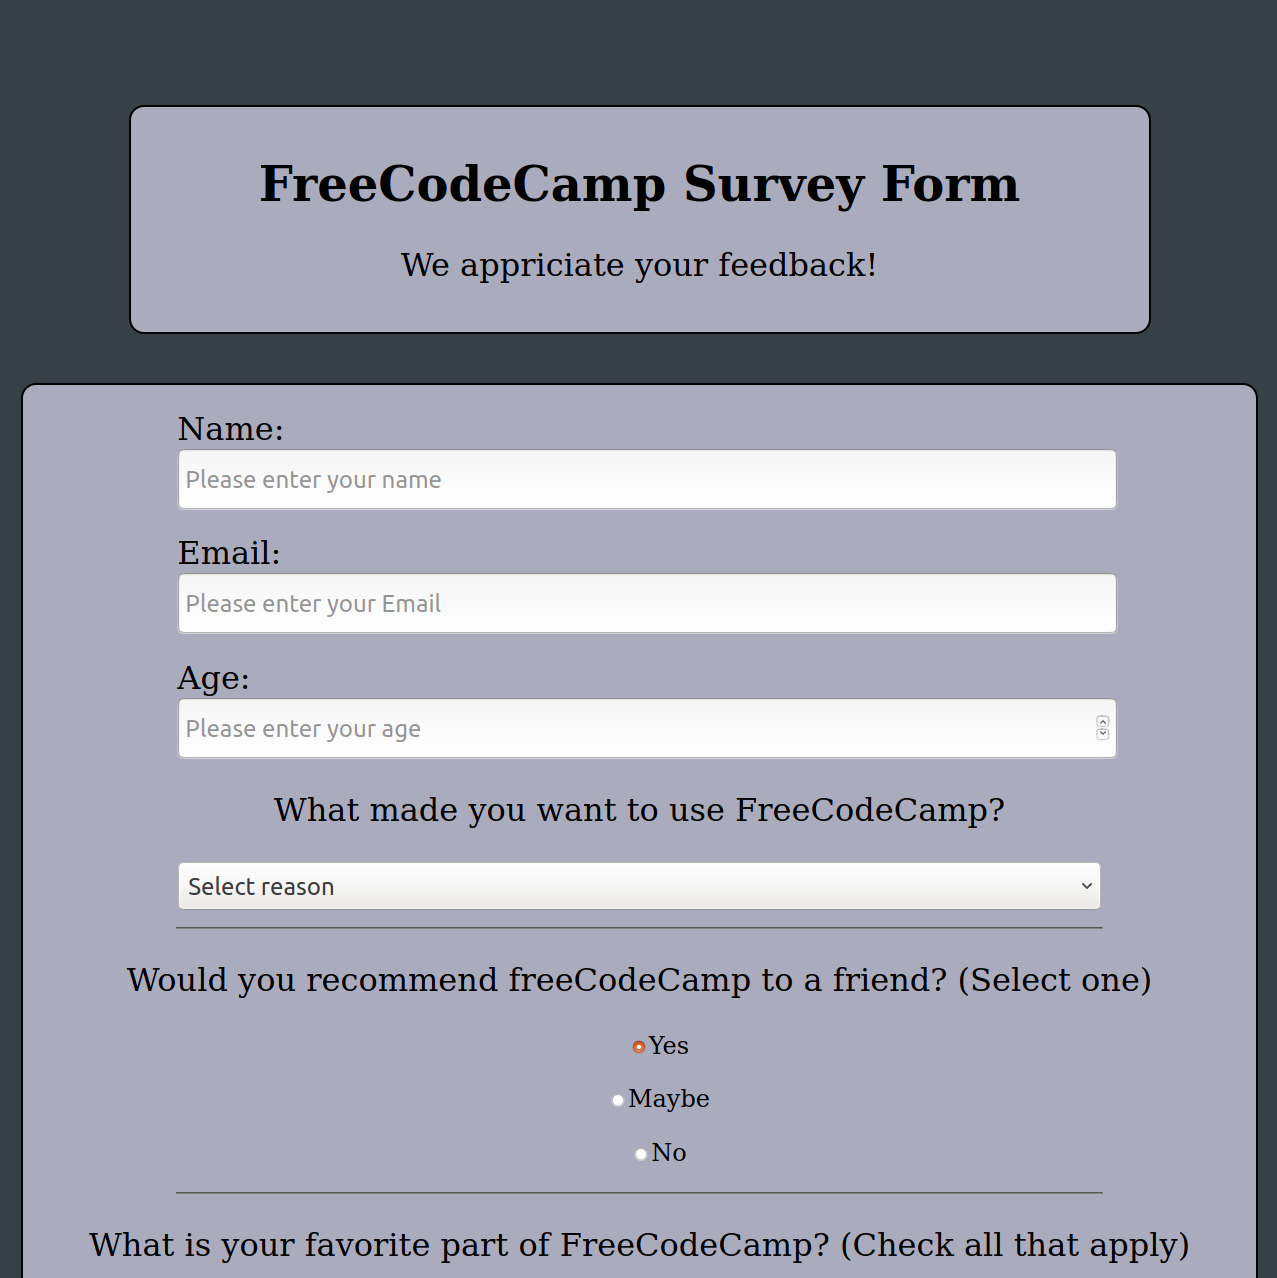 FreeCodeCamp Survey Form
We appriciate your feedback!
Name:
Please enter your name
Email:
Please enter your Email
Age:
Please enter your age
What made you want to use FreeCodeCamp?
Select reason
Would you recommend freeCodeCamp to a friend? (Select one)
Yes
Maybe
No
What is your favorite part of FreeCodeCamp? (Check all that apply)